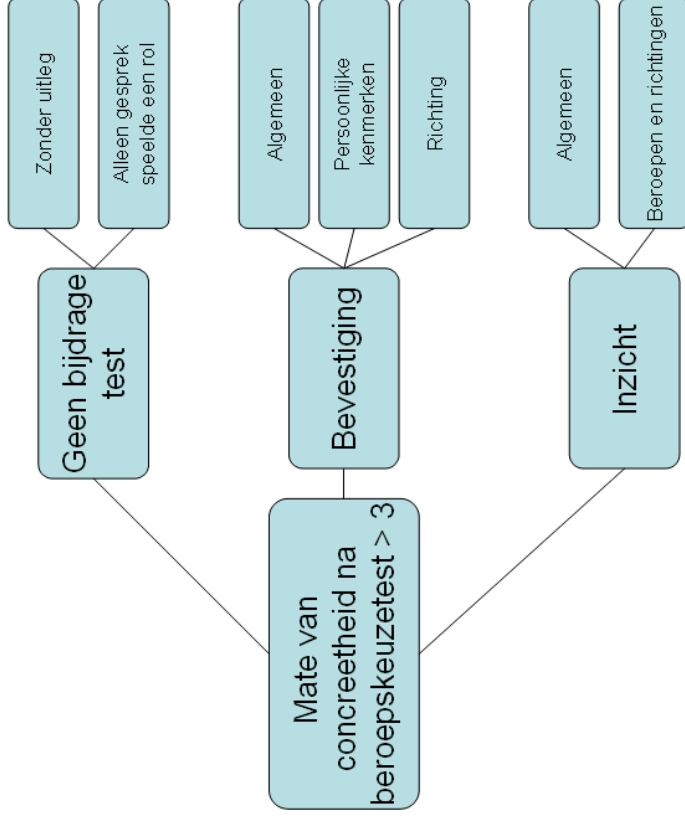 Mate van
concreetheid na
beroepskeuzetest > 3
Geen bijdrage
test
Zonder uitleg
Alleen gesprek
speelde een rol
Bevestiging
Algemeen
Persoonlijke
kenmerken
Richting
Inzicht
Algemeen
Beroepen en richtingen